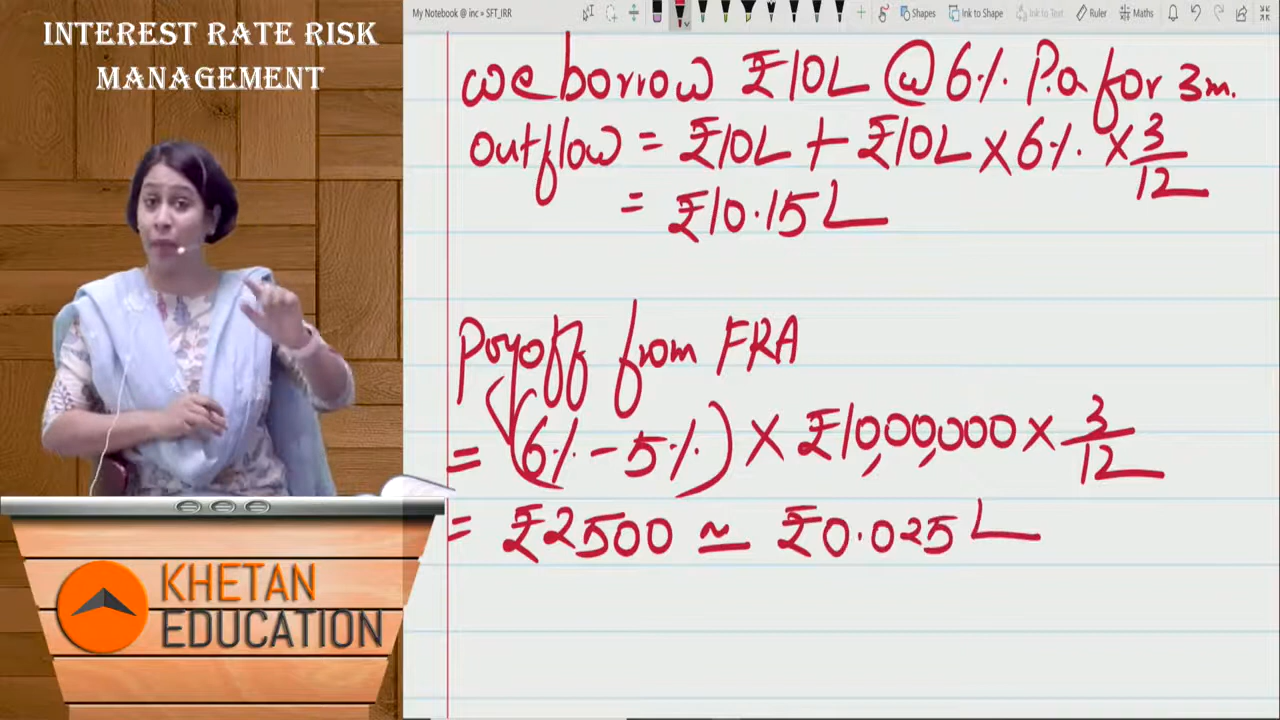 INTEREST RATE RISK
MANAGEMENT
My Notebook @ inc » SFT_IRR
Shapes
Ink to Shape
Ink to Text
Ruler
Maths
we borrow ₹10L @ 6% P.a for 3m.
outflow = ₹10L + ₹10L × 6% × 3/12
= ₹10.15L
Payoff from FRA
= (6% - 5%) × ₹10,00,000 × 3/12
= ₹2500 ≃ ₹0.025L
KHETAN
EDUCATION